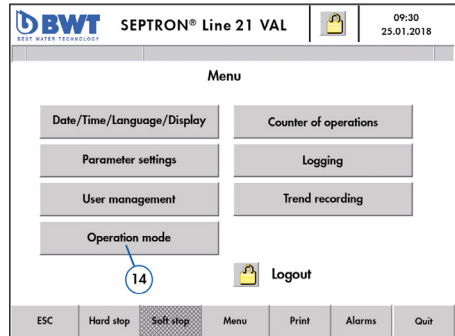 BWT
BEST WATER TECHNOLOGY
SEPTRON® Line 21 VAL
09:30
25.01.2018
Menu
Date/Time/Language/Display
Counter of operations
Parameter settings
Logging
User management
Trend recording
Operation mode
14
Logout
ESC
Hard stop
Soft stop
Menu
Print
Alarms
Quit